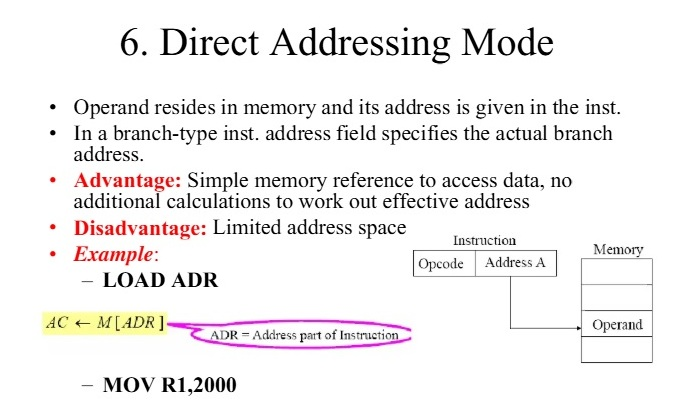 6. Direct Addressing Mode
• Operand resides in memory and its address is given in the inst.
• In a branch-type inst. address field specifies the actual branch
address.
• Advantage: Simple memory reference to access data, no
additional calculations to work out effective address
• Disadvantage: Limited address space
• Example:
– LOAD ADR
Instruction
Opcode Address A
Memory
Operand
AC ← M[ADR]
ADR = Address part of Instruction
– MOV R1,2000